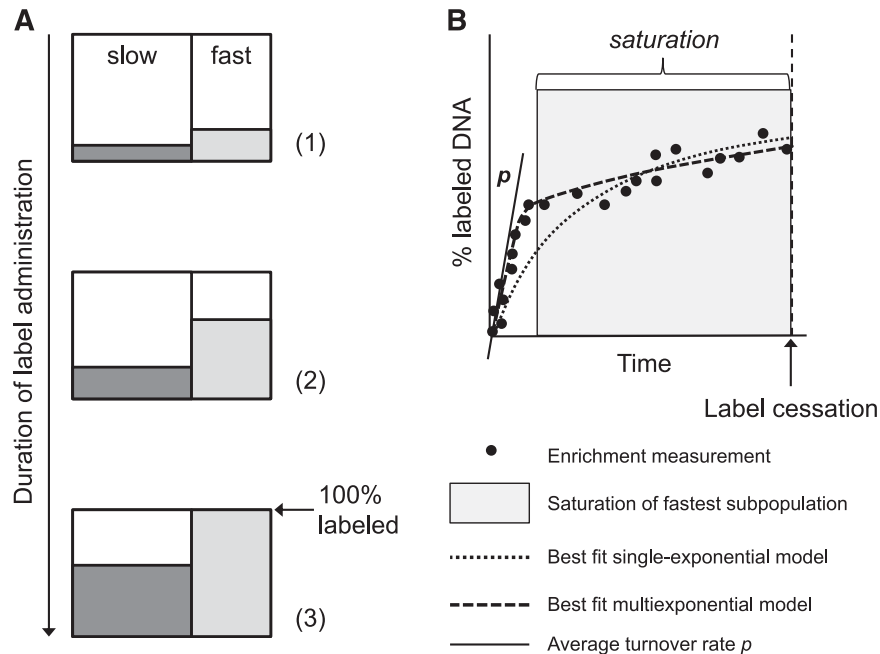 A
Duration of label administration
slow
fast
(1)
(2)
100%
labeled
(3)
B
saturation
% labeled DNA
p
Time
Label cessation
Enrichment measurement
Saturation of fastest subpopulation
Best fit single-exponential model
Best fit multiexponential model
Average turnover rate p